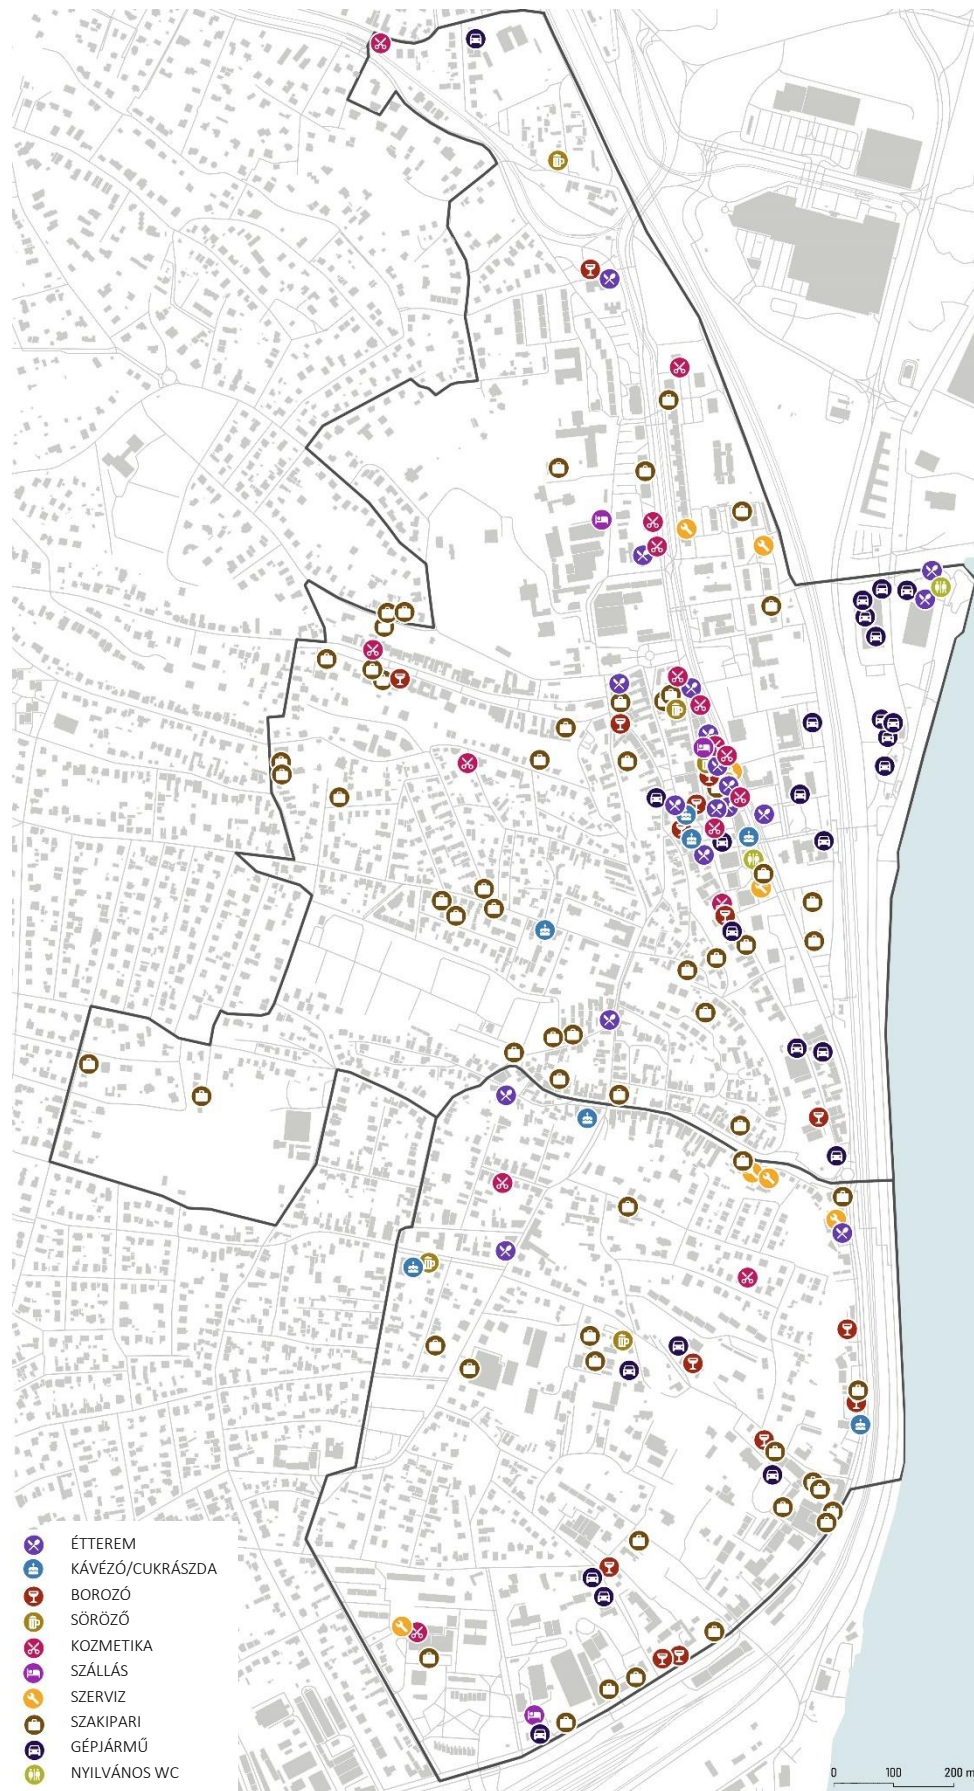 ÉTTEREM
KÁVÉZÓ/CUKRÁSZDA
BOROZÓ
SÖRÖZŐ
KOZMETIKA
SZÁLLÁS
SZERVIZ
SZAKIPARI
GÉPJÁRMŰ
NYILVÁNOS WC
0 100 200 m